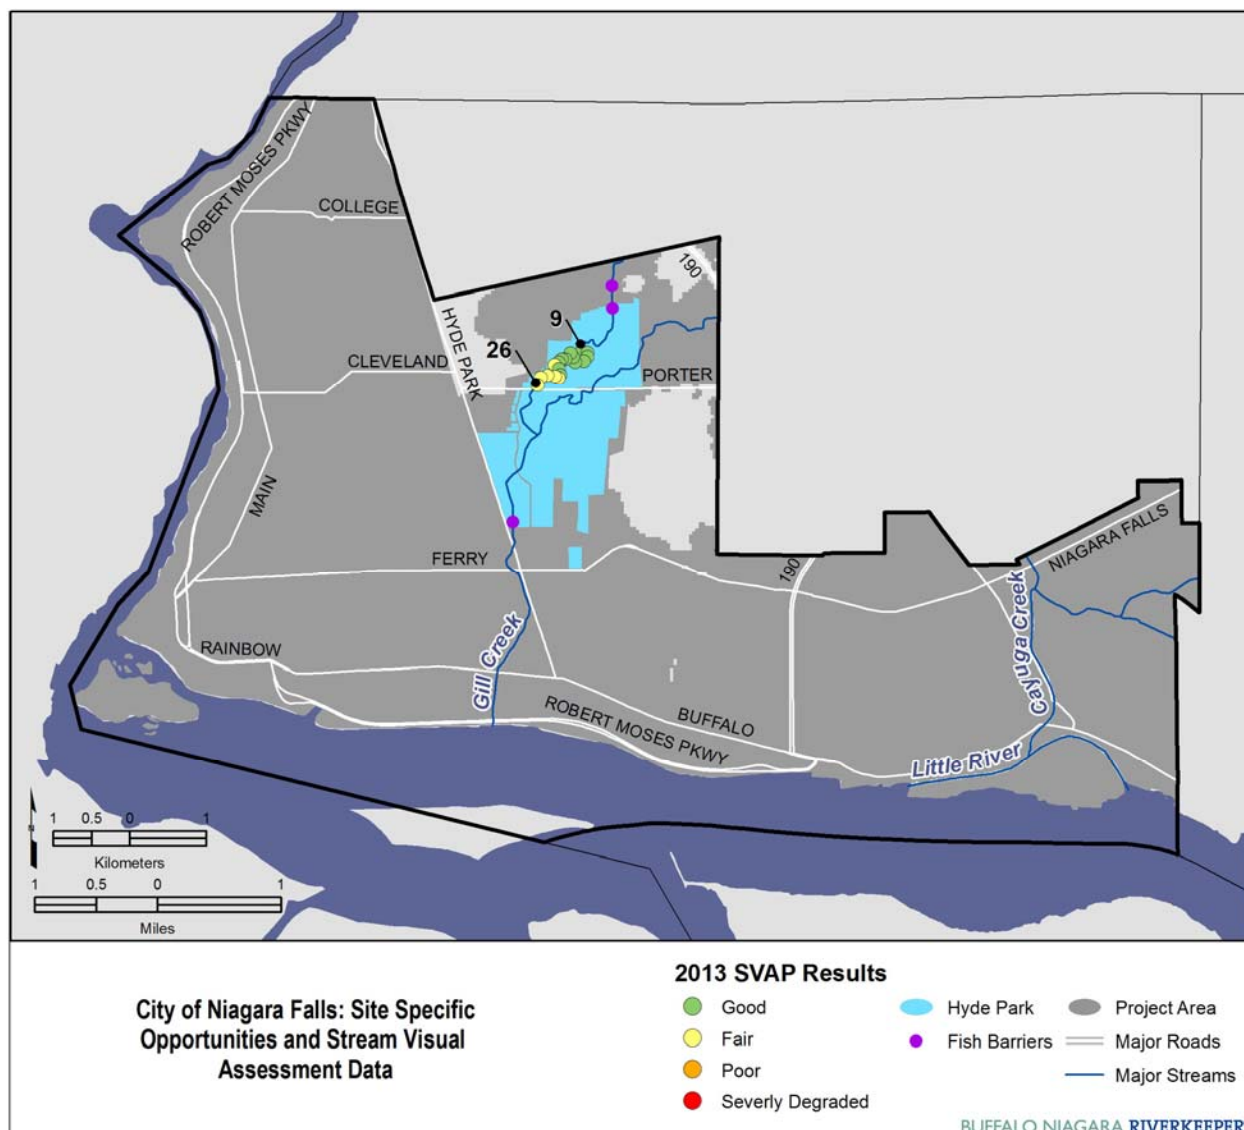 ROBERT MOSES PKWY
COLLEGE
190
HYDE PARK
9
26
CLEVELAND
PORTER
MAIN
FERRY
190
NIAGARA FALLS
Cayuga Creek
Gill Creek
RAINBOW
ROBERT MOSES PKWY
BUFFALO
Little River
N
1 0.5 0 1
Kilometers
1 0.5 0 1
Miles
City of Niagara Falls: Site Specific
Opportunities and Stream Visual
Assessment Data
2013 SVAP Results
Good
Fair
Poor
Severly Degraded
Hyde Park
Fish Barriers
Project Area
Major Roads
Major Streams
BUFFALO NIAGARA RIVERKEEPER